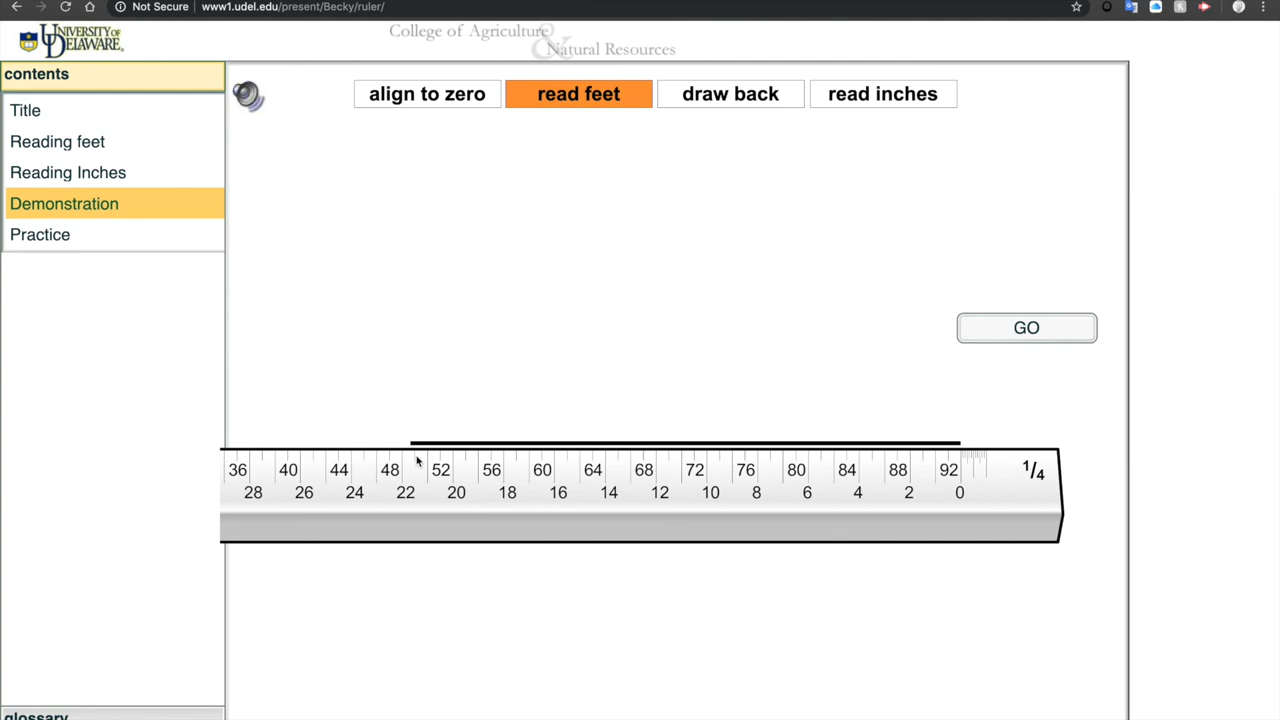 Not Secure www1.udel.edu/present/Becky/ruler/
UNIVERSITY OF DELAWARE
College of Agriculture
&
Natural Resources
contents
Title
Reading feet
Reading Inches
Demonstration
Practice
glossary
align to zero read feet draw back read inches
GO
36 40 44 48 52 56 60 64 68 72 76 80 84 88 92 1/4
28 26 24 22 20 18 16 14 12 10 8 6 4 2 0